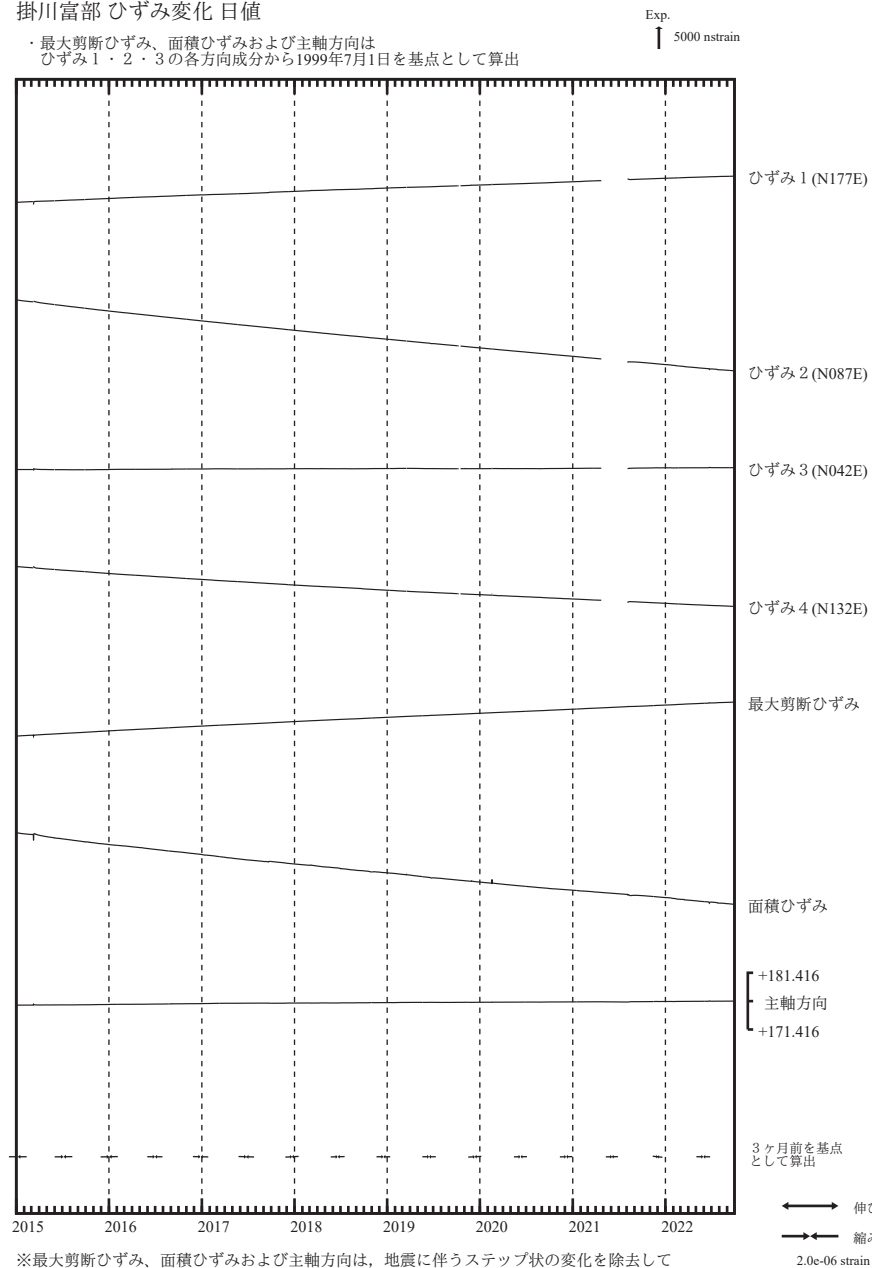 掛川富部 ひずみ変化 日値
・最大剪断ひずみ、面積ひずみおよび主軸方向は
ひずみ１・２・３の各方向成分から1999年7月1日を基点として算出
Exp.
5000 nstrain
ひずみ１(N177E)
ひずみ２(N087E)
ひずみ３(N042E)
ひずみ４(N132E)
最大剪断ひずみ
面積ひずみ
+181.416
主軸方向
+171.416
３ヶ月前を基点
として算出
2015 2016 2017 2018 2019 2020 2021 2022
伸び
縮み
2.0e-06 strain
※最大剪断ひずみ、面積ひずみおよび主軸方向は，地震に伴うステップ状の変化を除去して